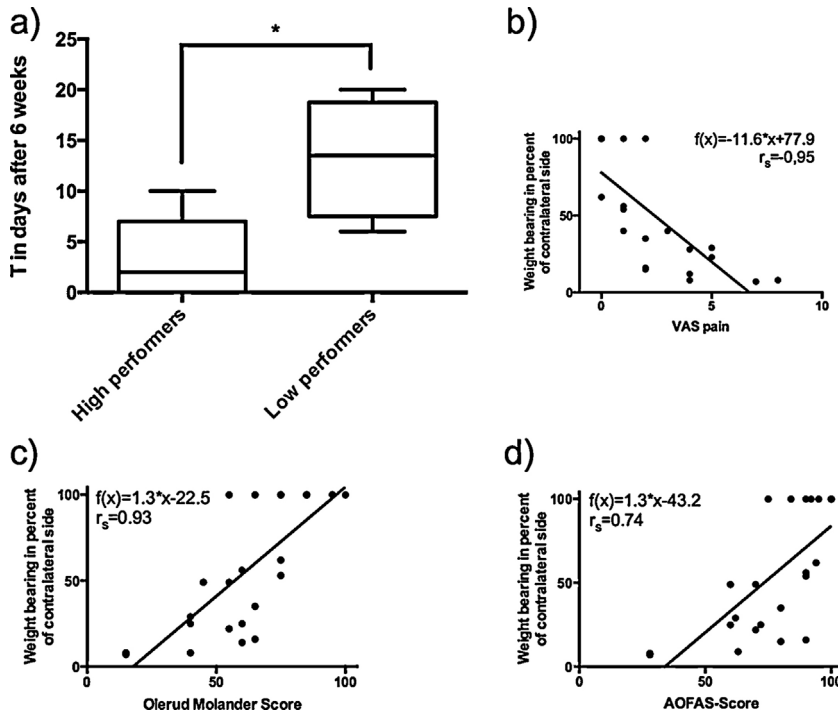 a)
T in days after 6 weeks
25
20
15
10
5
0
*
High performers
Low performers
b)
Weight bearing in percent
of contralateral side
100
50
0
f(x)=-11.6*x+77.9
rs=-0,95
0
5
10
VAS pain
c)
Weight bearing in percent
of contralateral side
100
50
0
f(x)=1.3*x-22.5
rs=0.93
0
50
100
Olerud Molander Score
d)
Weight bearing in percent
of contralateral side
100
50
0
f(x)=1.3*x-43.2
rs=0.74
0
50
100
AOFAS-Score